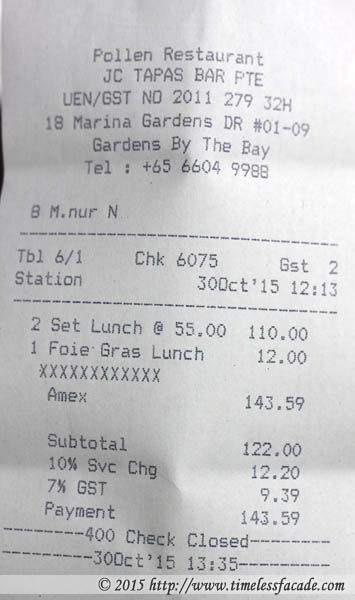 Pollen Restaurant
JC TAPAS BAR PTE
UEN/GST NO 2011 279 32H
18 Marina Gardens DR #01-09
Gardens By The Bay
Tel : +65 6604 9988
8 M.nur N
Tbl 6/1 Chk 6075 Gst 2
Station 30Oct'15 12:13
2 Set Lunch @ 55.00 110.00
1 Foie Gras Lunch 12.00
XXXXXXXXXXXX
Amex 143.59
Subtotal 122.00
10% Svc Chg 12.20
7% GST 9.39
Payment 143.59
--------400 Check Closed--------
---------30Oct'15 13:35---------
© 2015 http://www.timelessfacade.com